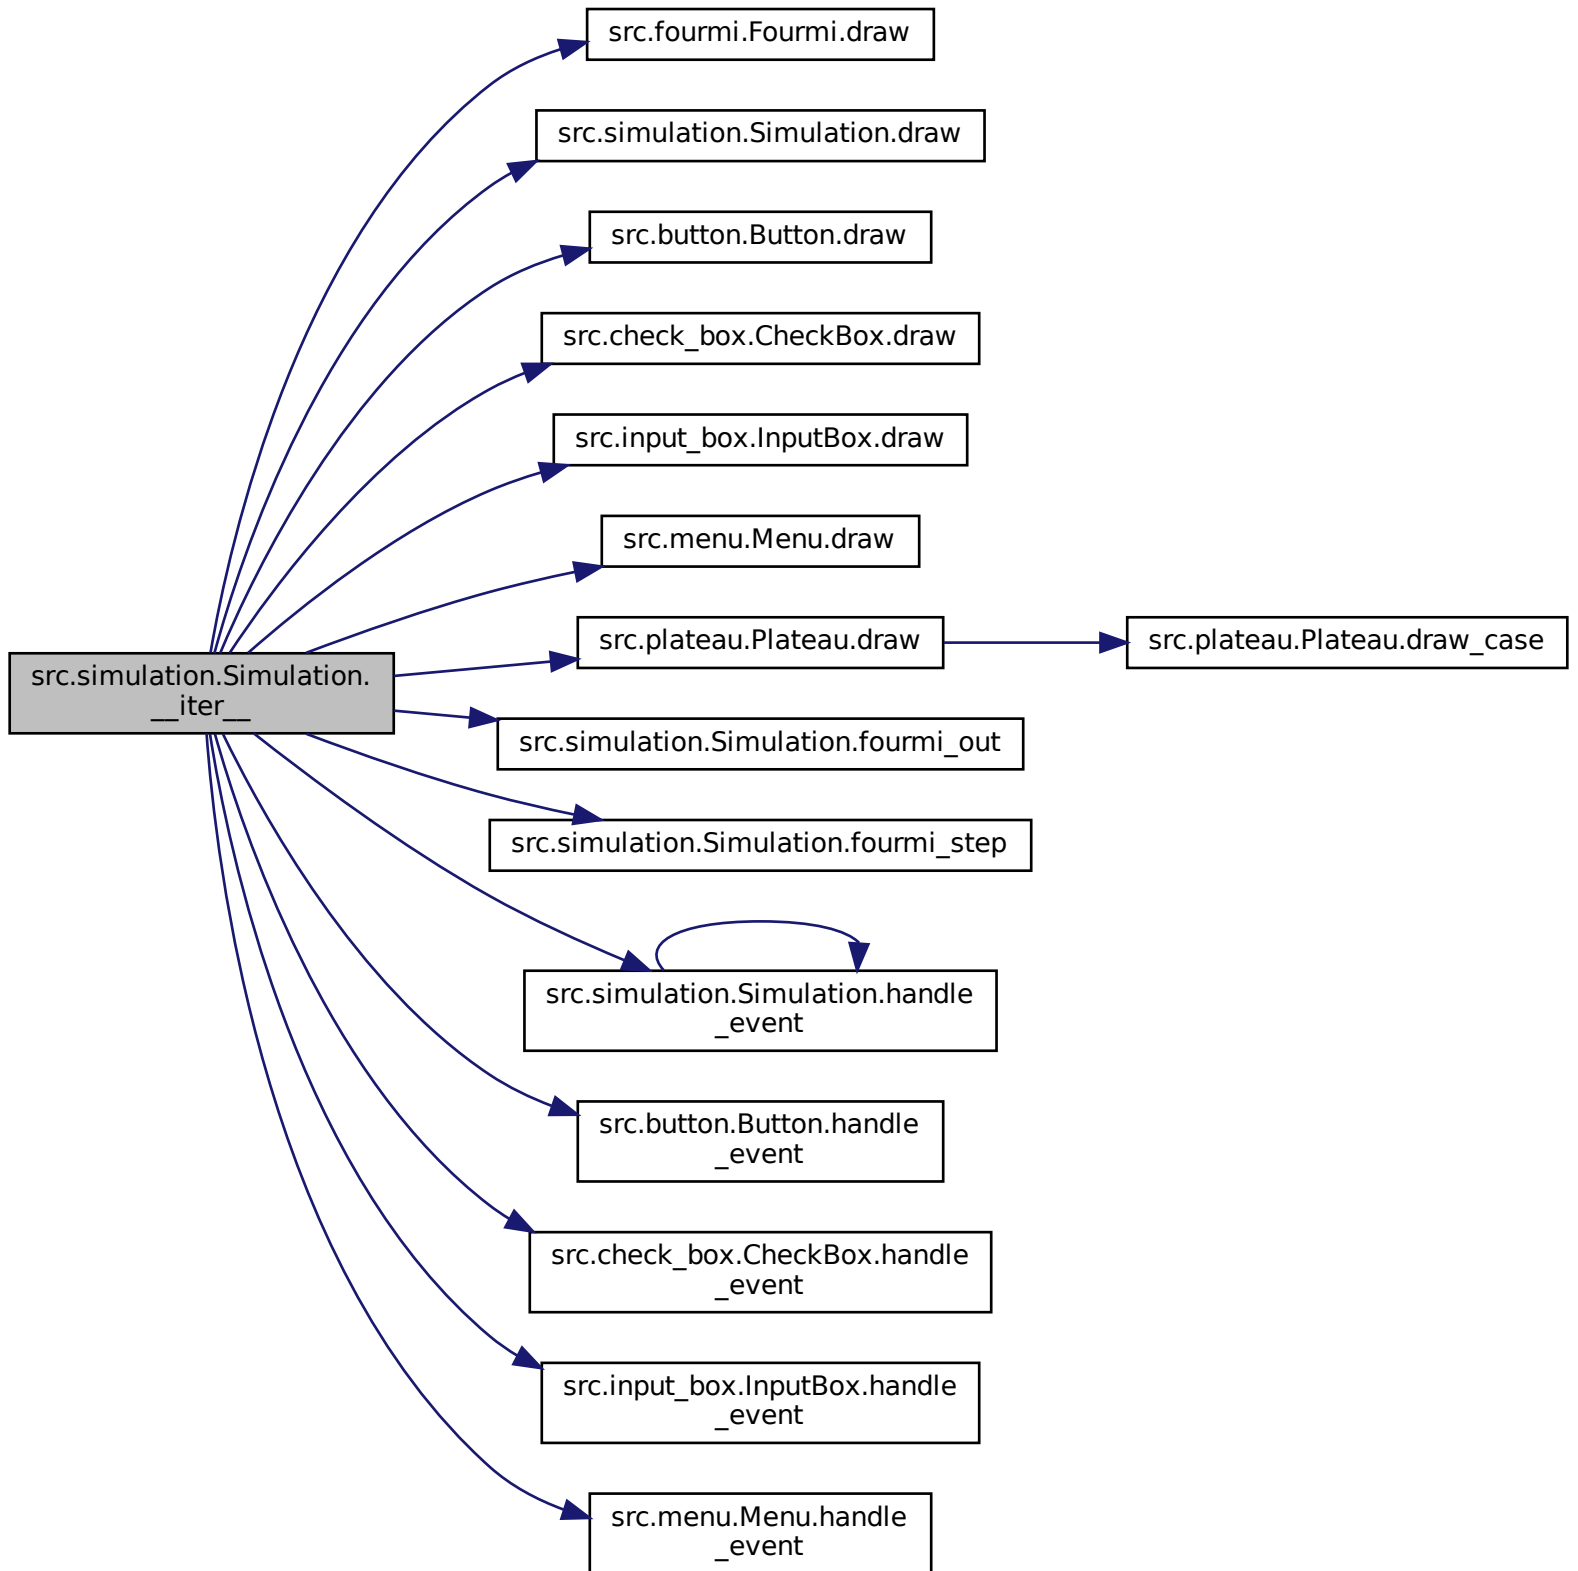 src.fourmi.Fourmi.draw
src.simulation.Simulation.draw
src.button.Button.draw
src.check_box.CheckBox.draw
src.input_box.InputBox.draw
src.menu.Menu.draw
src.plateau.Plateau.draw
src.plateau.Plateau.draw_case
src.simulation.Simulation.
__iter__
src.simulation.Simulation.fourmi_out
src.simulation.Simulation.fourmi_step
src.simulation.Simulation.handle
_event
src.button.Button.handle
_event
src.check_box.CheckBox.handle
_event
src.input_box.InputBox.handle
_event
src.menu.Menu.handle
_event